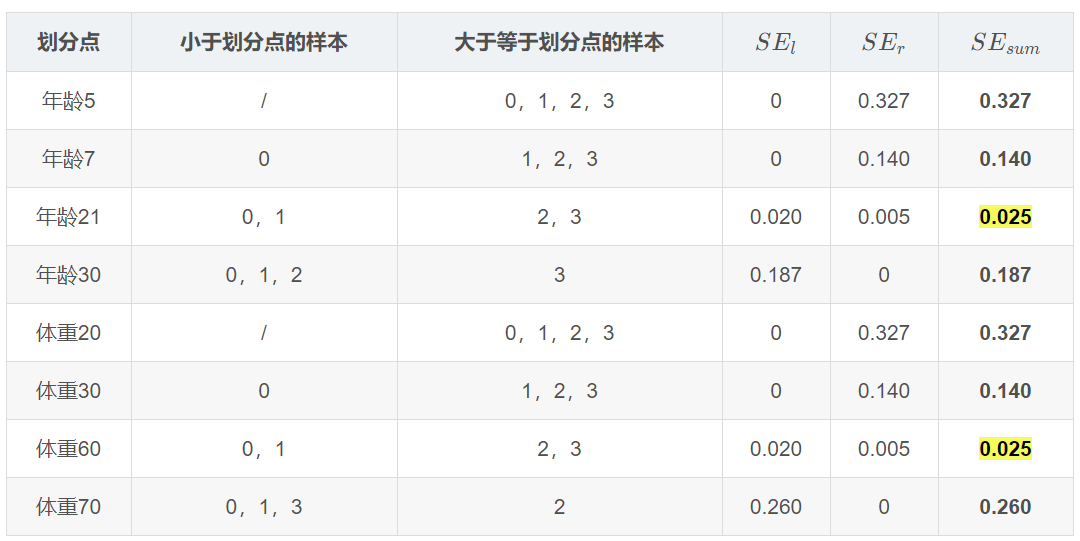 划分点 小于划分点的样本 大于等于划分点的样本 SE_l SE_r SE_sum
年龄5 / 0，1，2，3 0 0.327 0.327
年龄7 0 1，2，3 0 0.140 0.140
年龄21 0，1 2，3 0.020 0.005 0.025
年龄30 0，1，2 3 0.187 0 0.187
体重20 / 0，1，2，3 0 0.327 0.327
体重30 0 1，2，3 0 0.140 0.140
体重60 0，1 2，3 0.020 0.005 0.025
体重70 0，1，3 2 0.260 0 0.260